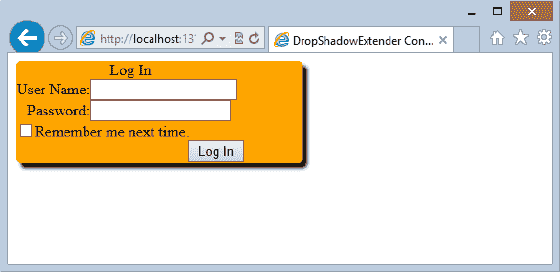 http://localhost:13
DropShadowExtender Con...
Log In
User Name:
Password:
Remember me next time.
Log In